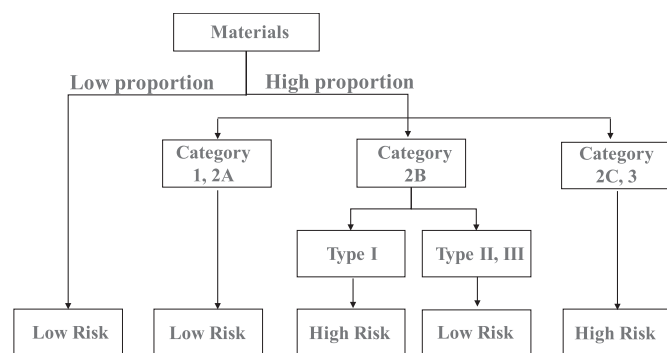 Materials
Low proportion
High proportion
Category
1, 2A
Category
2B
Category
2C, 3
Type I
Type II, III
Low Risk
Low Risk
High Risk
Low Risk
High Risk